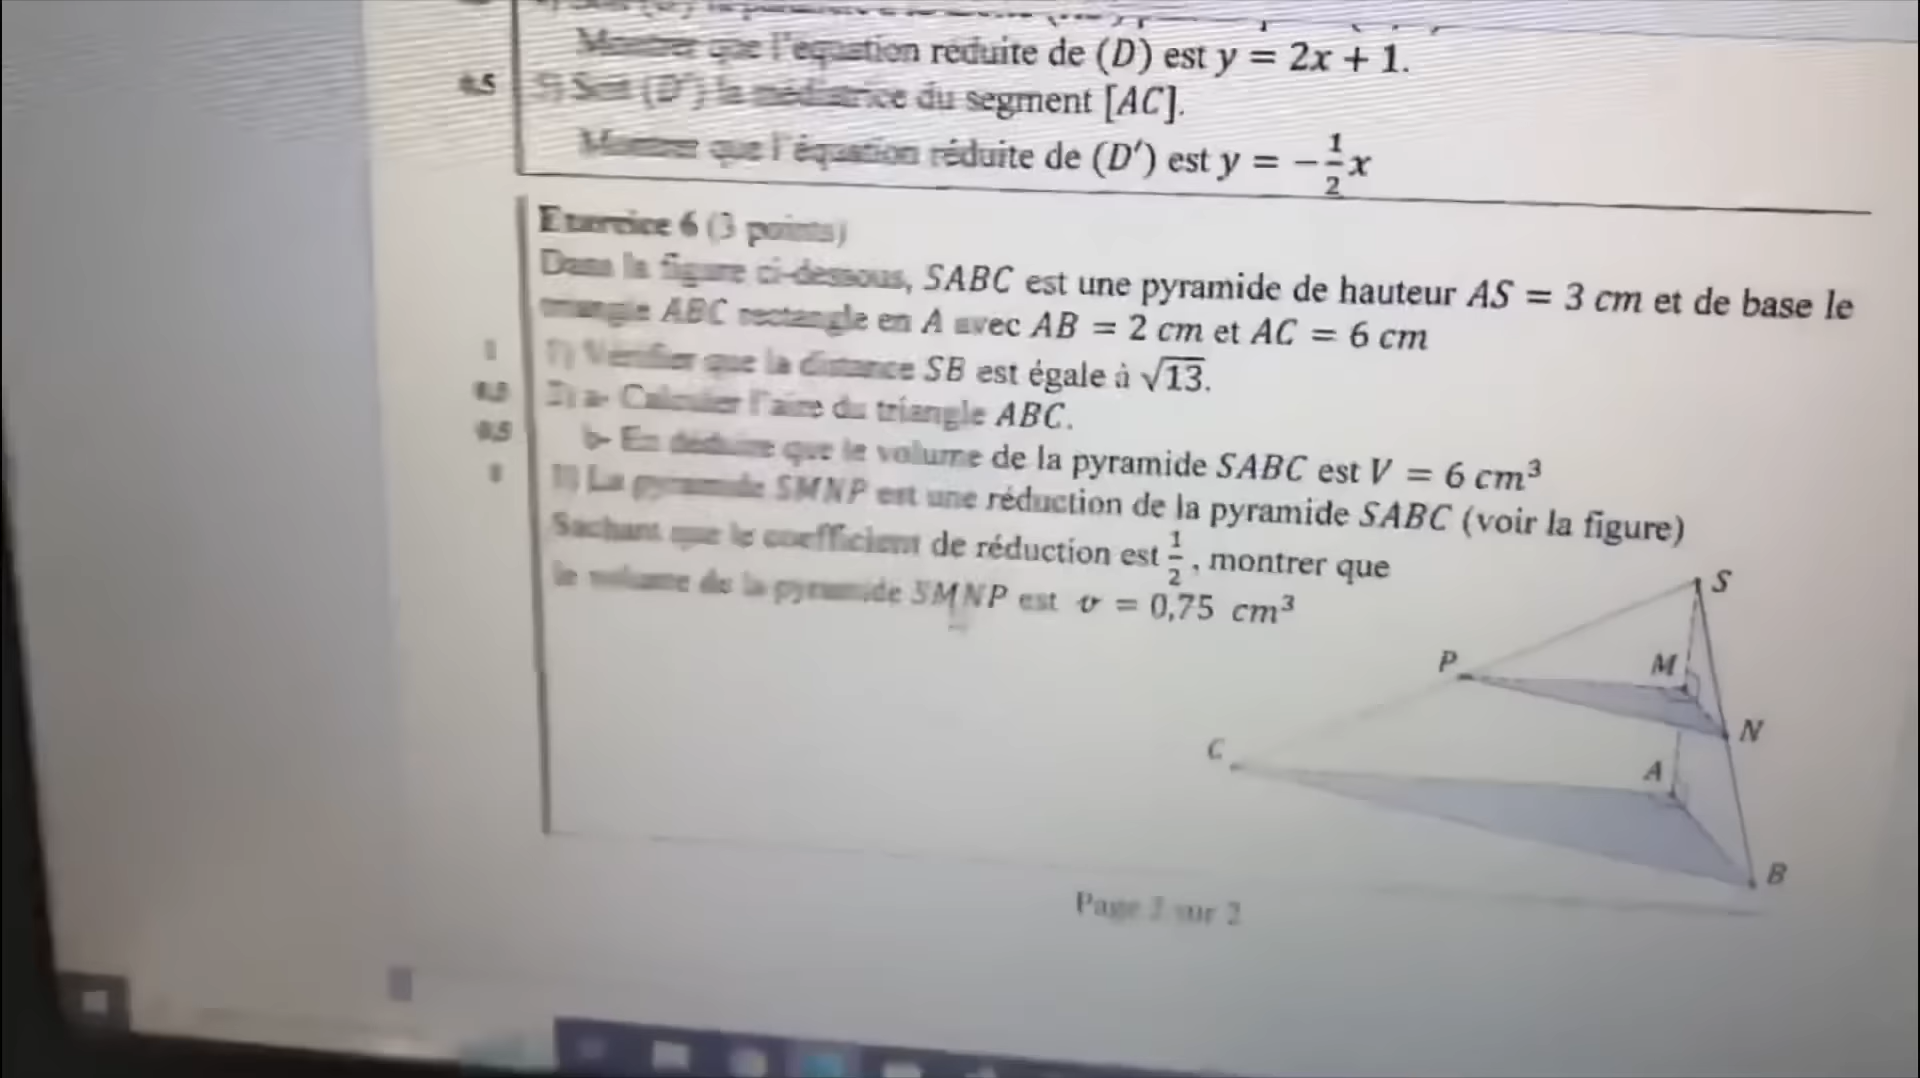 Montrer que l'équation réduite de (D) est y = 2x + 1.
0.5 5) Soit (D') la médiatrice du segment [AC].
Montrer que l'équation réduite de (D') est y = -1/2 x
Exercice 6 (3 points)
Dans la figure ci-dessous, SABC est une pyramide de hauteur AS = 3 cm et de base le
triangle ABC rectangle en A avec AB = 2 cm et AC = 6 cm
1 1) Vérifier que la distance SB est égale à √13.
0.5 2) a- Calculer l'aire du triangle ABC.
0.5 b- En déduire que le volume de la pyramide SABC est V = 6 cm³
1 3) La pyramide SMNP est une réduction de la pyramide SABC (voir la figure)
Sachant que le coefficient de réduction est 1/2, montrer que
le volume de la pyramide SMNP est v = 0,75 cm³
S
P M
N
C A
B
Page 2 sur 2